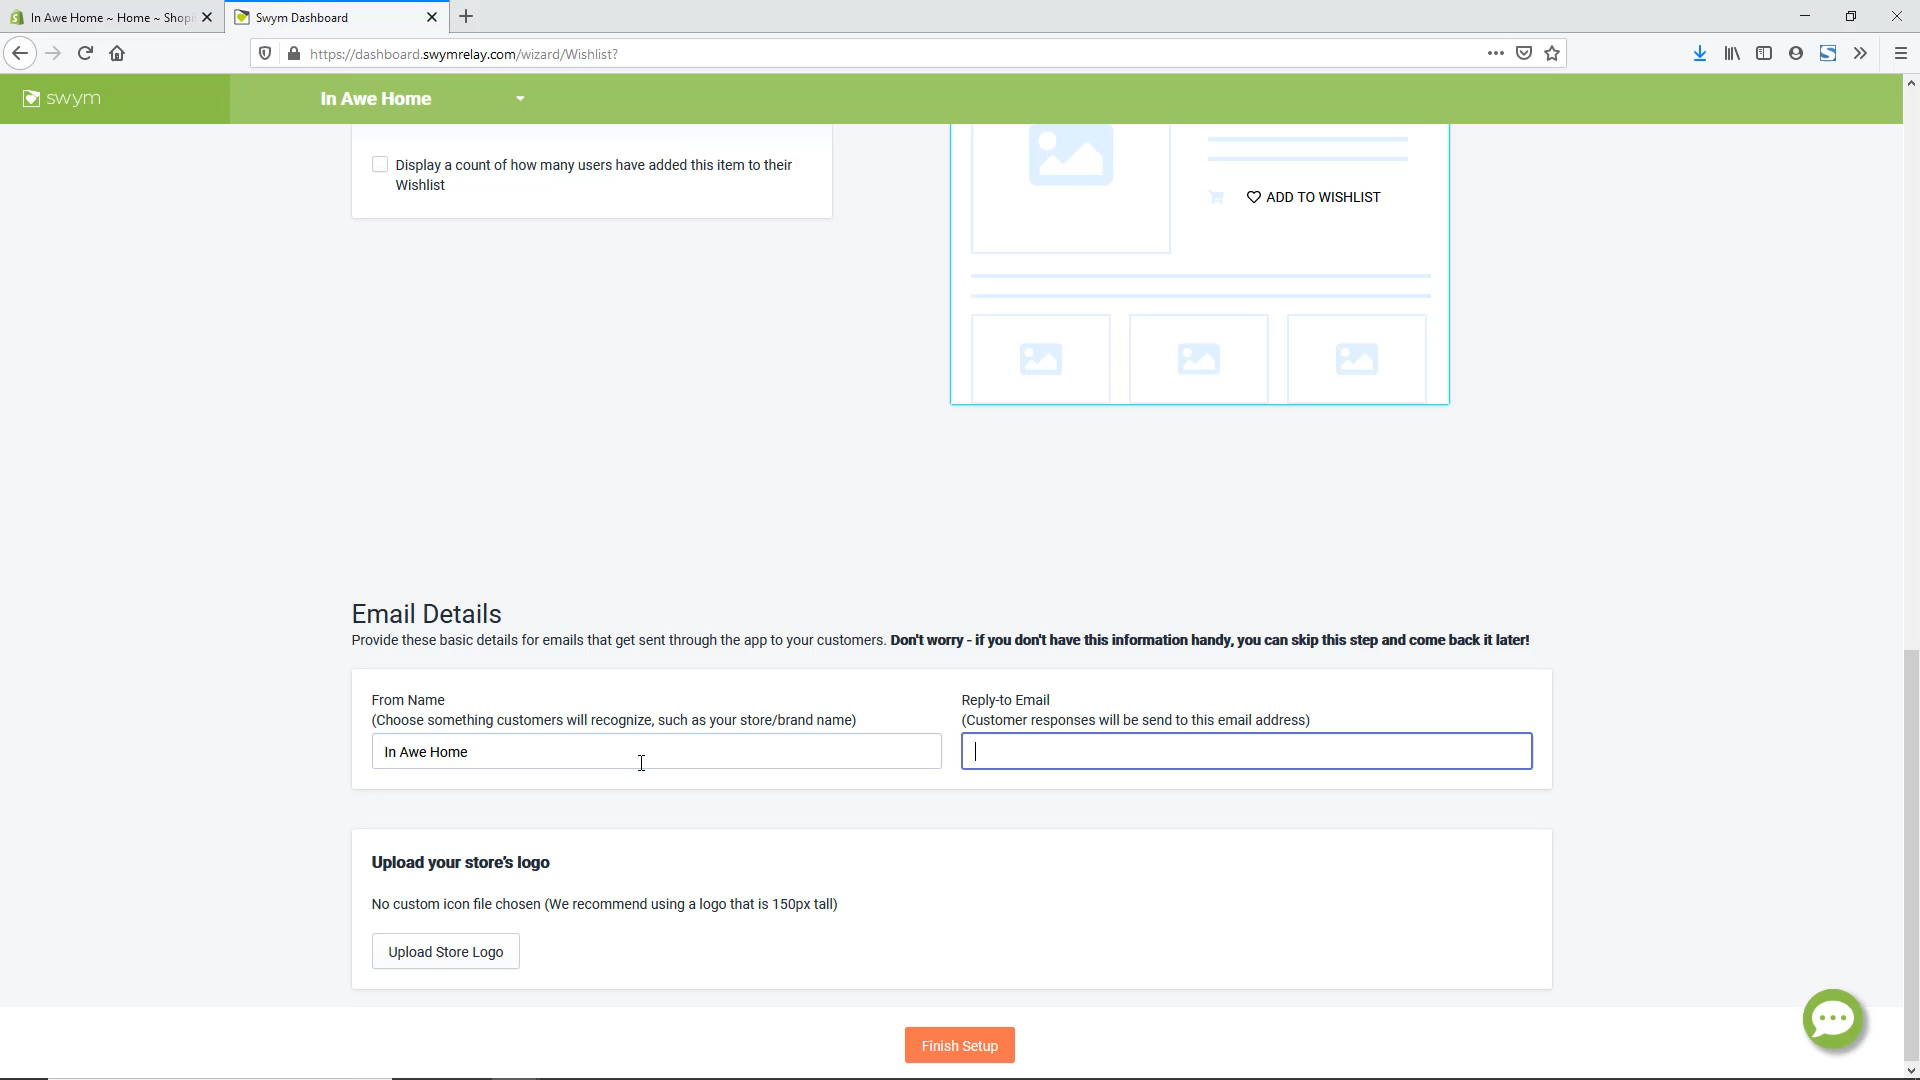 In Awe Home ~ Home ~ Shopi
Swym Dashboard
https://dashboard.swymrelay.com/wizard/Wishlist?
swym
In Awe Home
Display a count of how many users have added this item to their
Wishlist
ADD TO WISHLIST
Email Details
Provide these basic details for emails that get sent through the app to your customers. Don't worry - if you don't have this information handy, you can skip this step and come back it later!
From Name
(Choose something customers will recognize, such as your store/brand name)
In Awe Home
Reply-to Email
(Customer responses will be send to this email address)
Upload your store's logo
No custom icon file chosen (We recommend using a logo that is 150px tall)
Upload Store Logo
Finish Setup